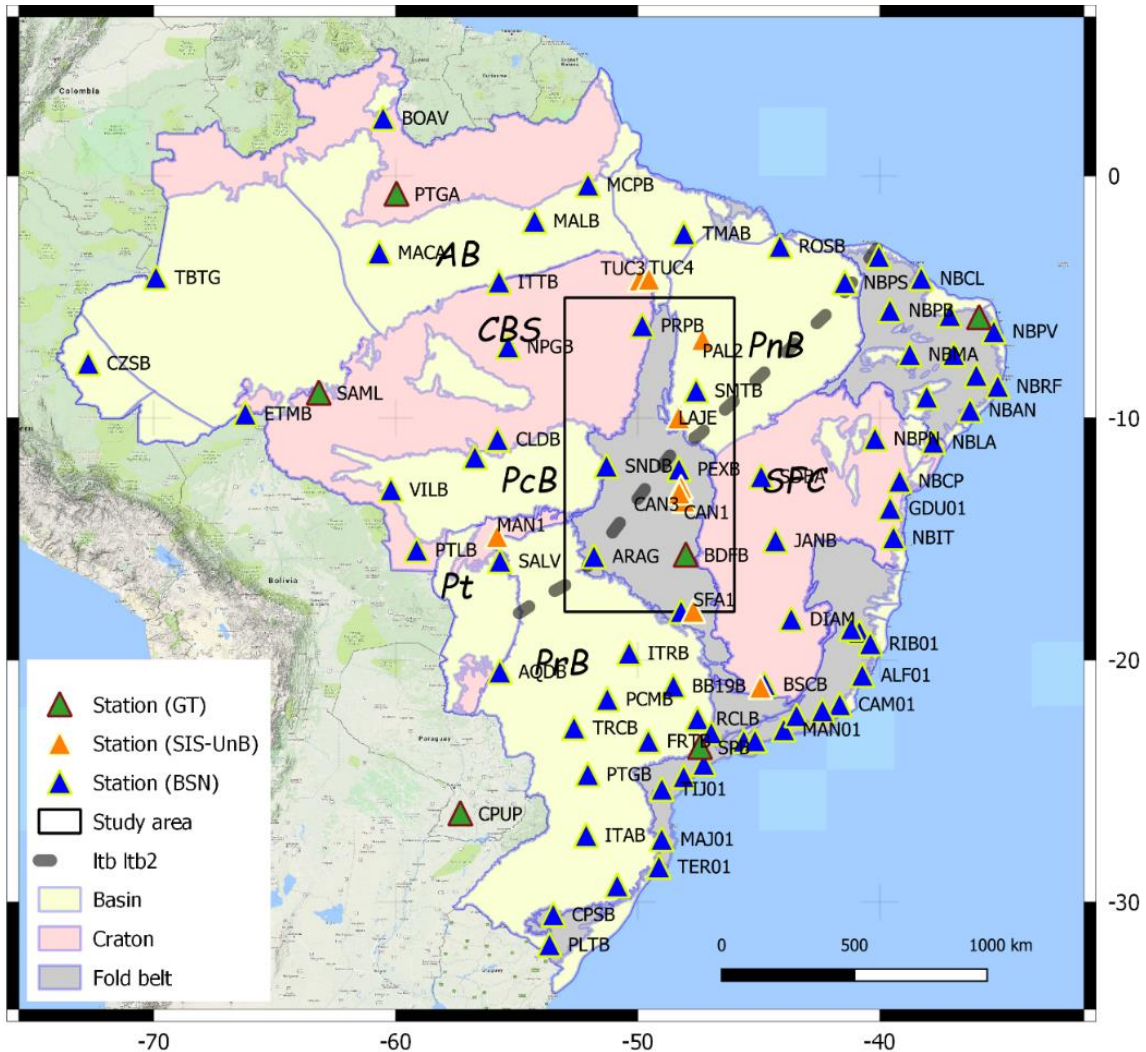 Colombia
BOAV
0
PTGA
MCPB
MALB
TMAB
ROSB
MACA
AB
TBTG
TUC3
TUC4
ITTB
NBPS
NBCL
CBS
PRPB
NBPB
NBPV
PnB
NPGB
PAL2
NBMA
CZSB
SAML
SMTB
NBRF
-10
ETMB
LAJE
NBAN
CLDB
NBPN
NBLA
SNDB
PEXB
SPC
PcB
NBCP
VILB
CAN3
CAN1
GDU01
MAN1
JANB
NBIT
PTLB
SALV
ARAG
BDFB
Bolivia
Pt
SFA1
DIAM
RIB01
PrB
ITRB
-20
AQDB
BB19B
BSCB
ALF01
PCMB
CAM01
RCLB
TRCB
FRTB
SPB
MAN01
Paraguay
PTGB
TIJ01
CPUP
ITAB
MAJ01
TER01
CPSB
-30
PLTB
Uruguay
Station (GT)
Station (SIS-UnB)
Station (BSN)
Study area
ltb ltb2
Basin
Craton
Fold belt
0 500 1000 km
-70 -60 -50 -40